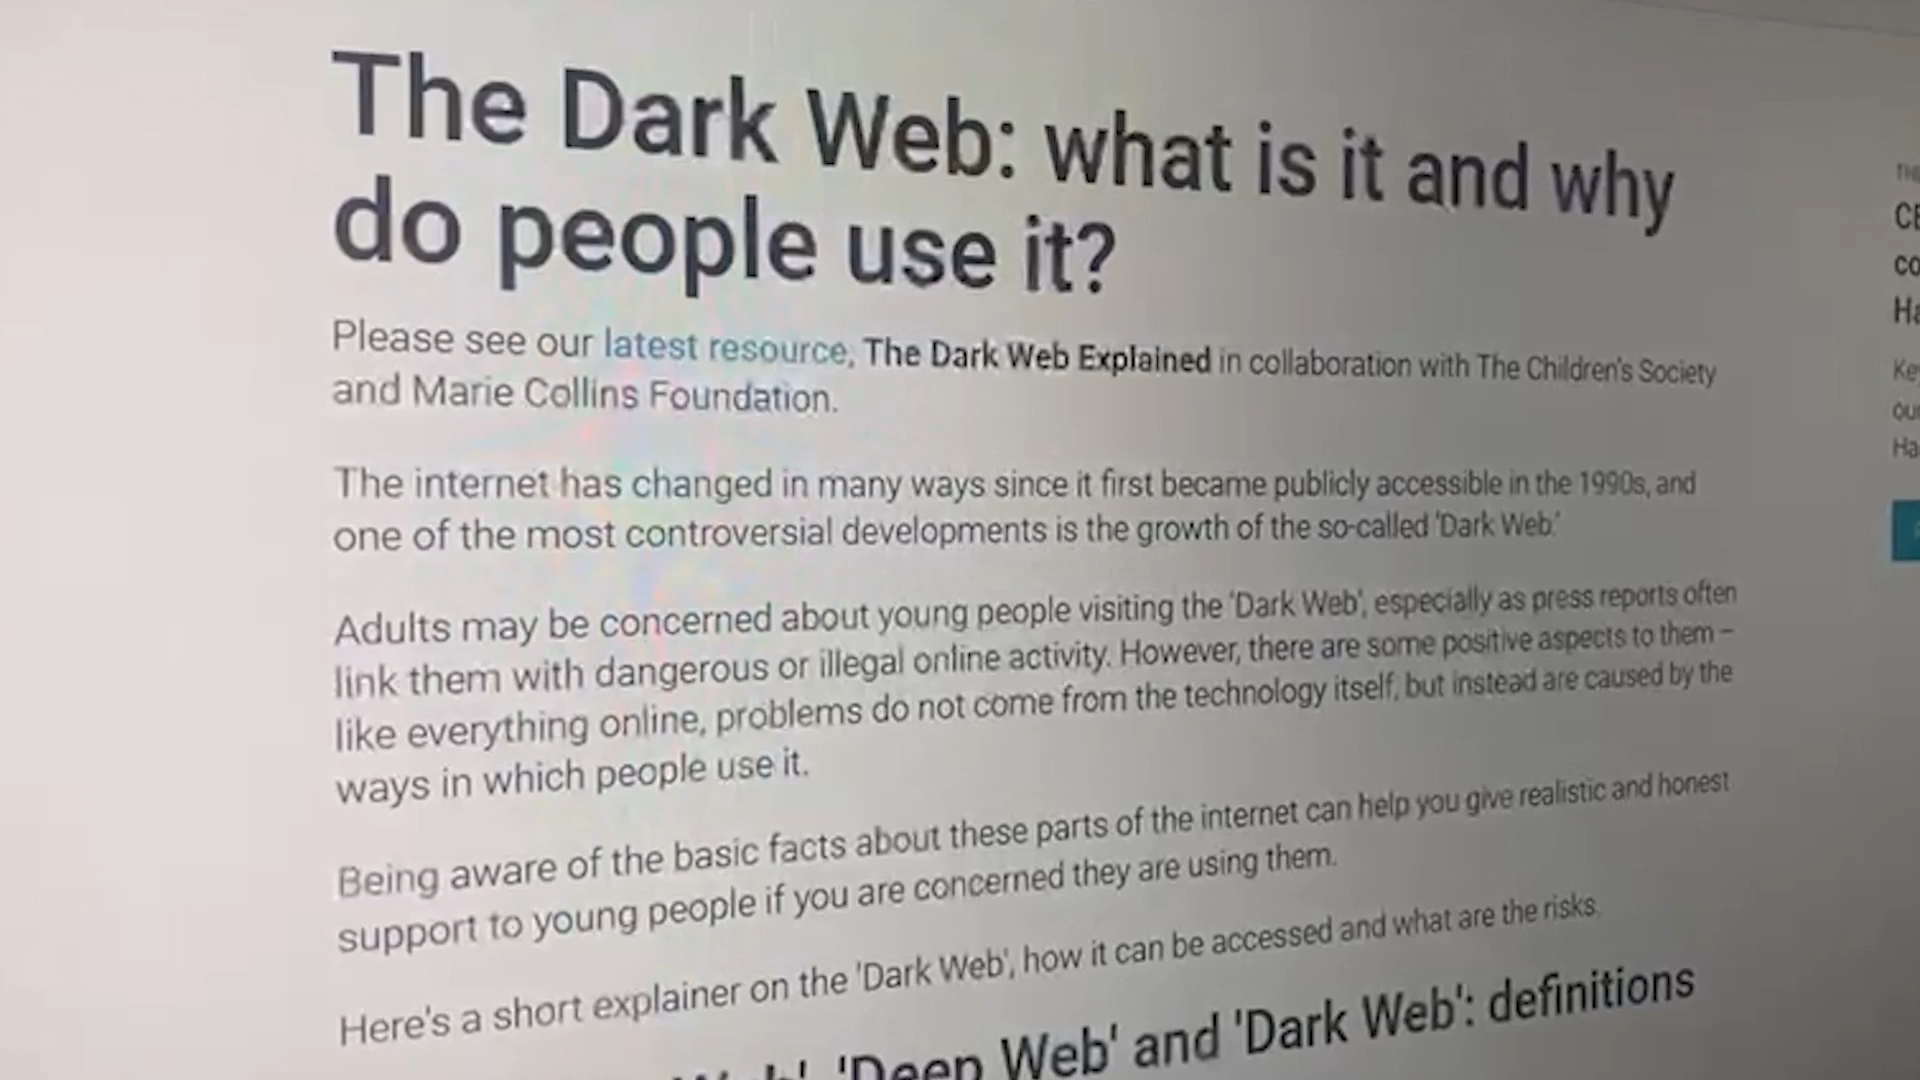 The Dark Web: what is it and why
do people use it?
Please see our latest resource, The Dark Web Explained in collaboration with The Children's Society
and Marie Collins Foundation.
The internet has changed in many ways since it first became publicly accessible in the 1990s, and
one of the most controversial developments is the growth of the so-called 'Dark Web.'
Adults may be concerned about young people visiting the 'Dark Web', especially as press reports often
link them with dangerous or illegal online activity. However, there are some positive aspects to them –
like everything online, problems do not come from the technology itself, but instead are caused by the
ways in which people use it.
Being aware of the basic facts about these parts of the internet can help you give realistic and honest
support to young people if you are concerned they are using them.
Here's a short explainer on the 'Dark Web', how it can be accessed and what are the risks.
'Deep Web' and 'Dark Web': definitions